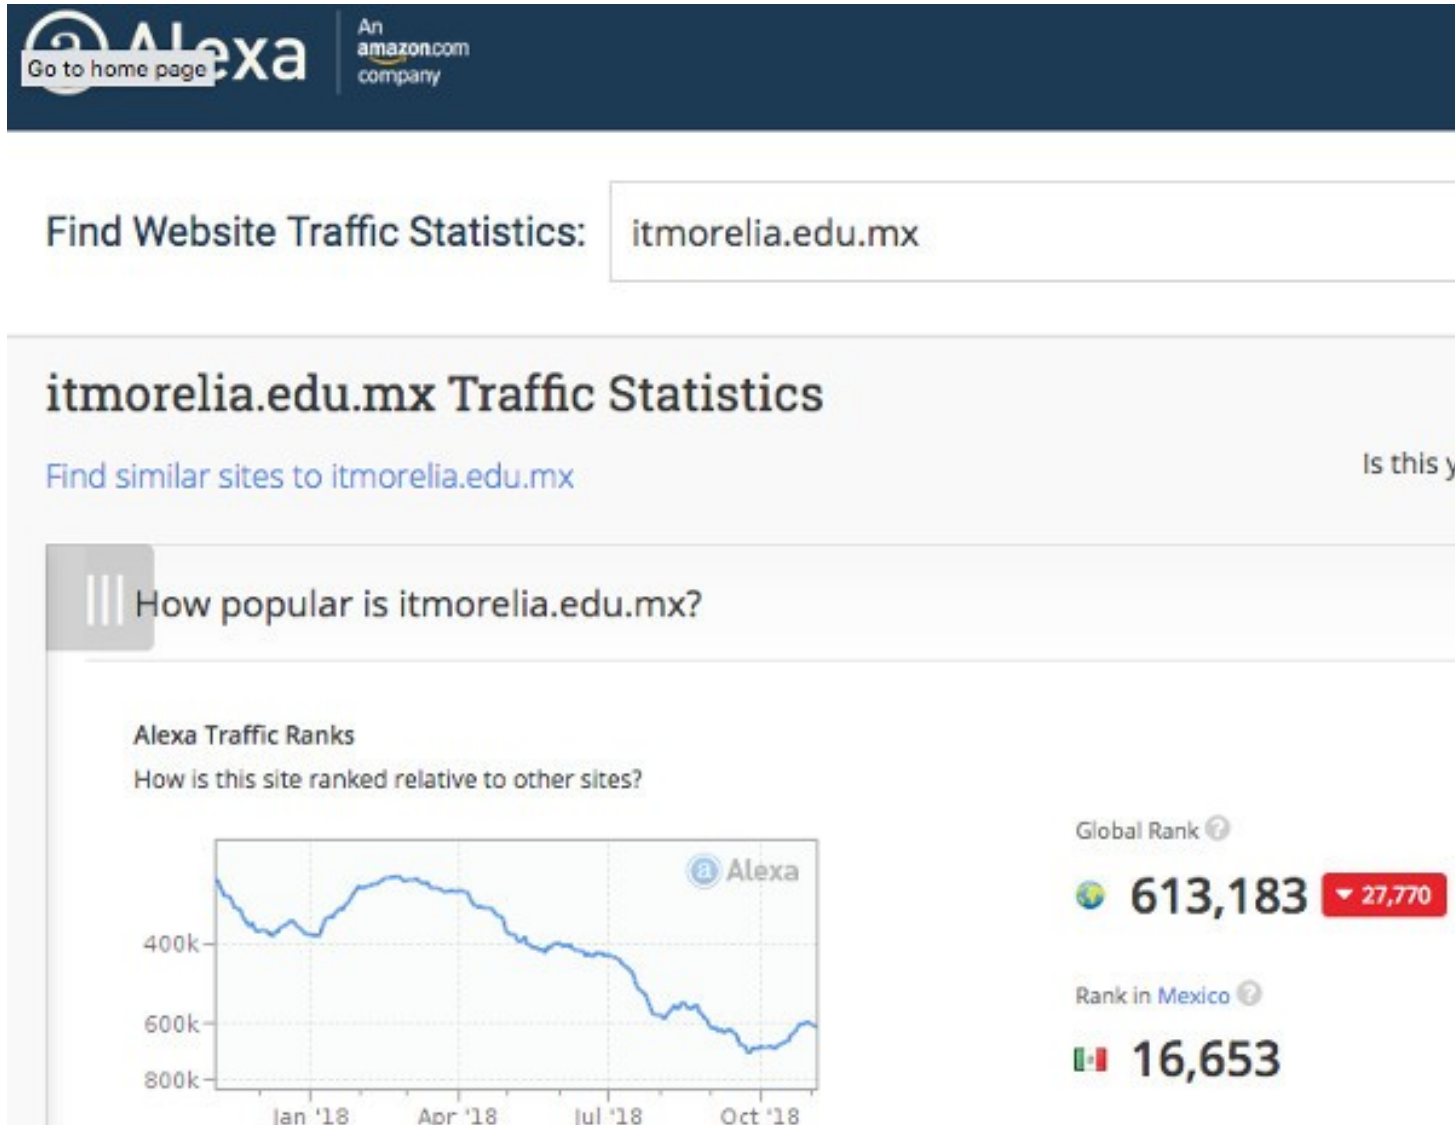 Alexa
An
amazon.com
company
Go to home page
Find Website Traffic Statistics:
itmorelia.edu.mx
itmorelia.edu.mx Traffic Statistics
Find similar sites to itmorelia.edu.mx
Is this y
How popular is itmorelia.edu.mx?
Alexa Traffic Ranks
How is this site ranked relative to other sites?
a Alexa
400k
600k
800k
Jan '18
Apr '18
Jul '18
Oct '18
Global Rank ?
613,183
27,770
Rank in Mexico ?
16,653